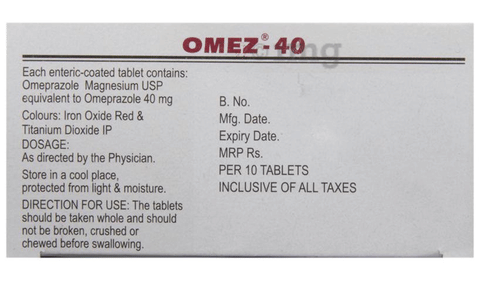 OMEZ®-40
Each enteric-coated tablet contains:
Omeprazole Magnesium USP
equivalent to Omeprazole 40 mg
Colours: Iron Oxide Red &
Titanium Dioxide IP
DOSAGE:
As directed by the Physician.
Store in a cool place,
protected from light & moisture.
DIRECTION FOR USE: The tablets
should be taken whole and should
not be broken, crushed or
chewed before swallowing.
B. No.
Mfg. Date.
Expiry Date.
MRP Rs.
PER 10 TABLETS
INCLUSIVE OF ALL TAXES